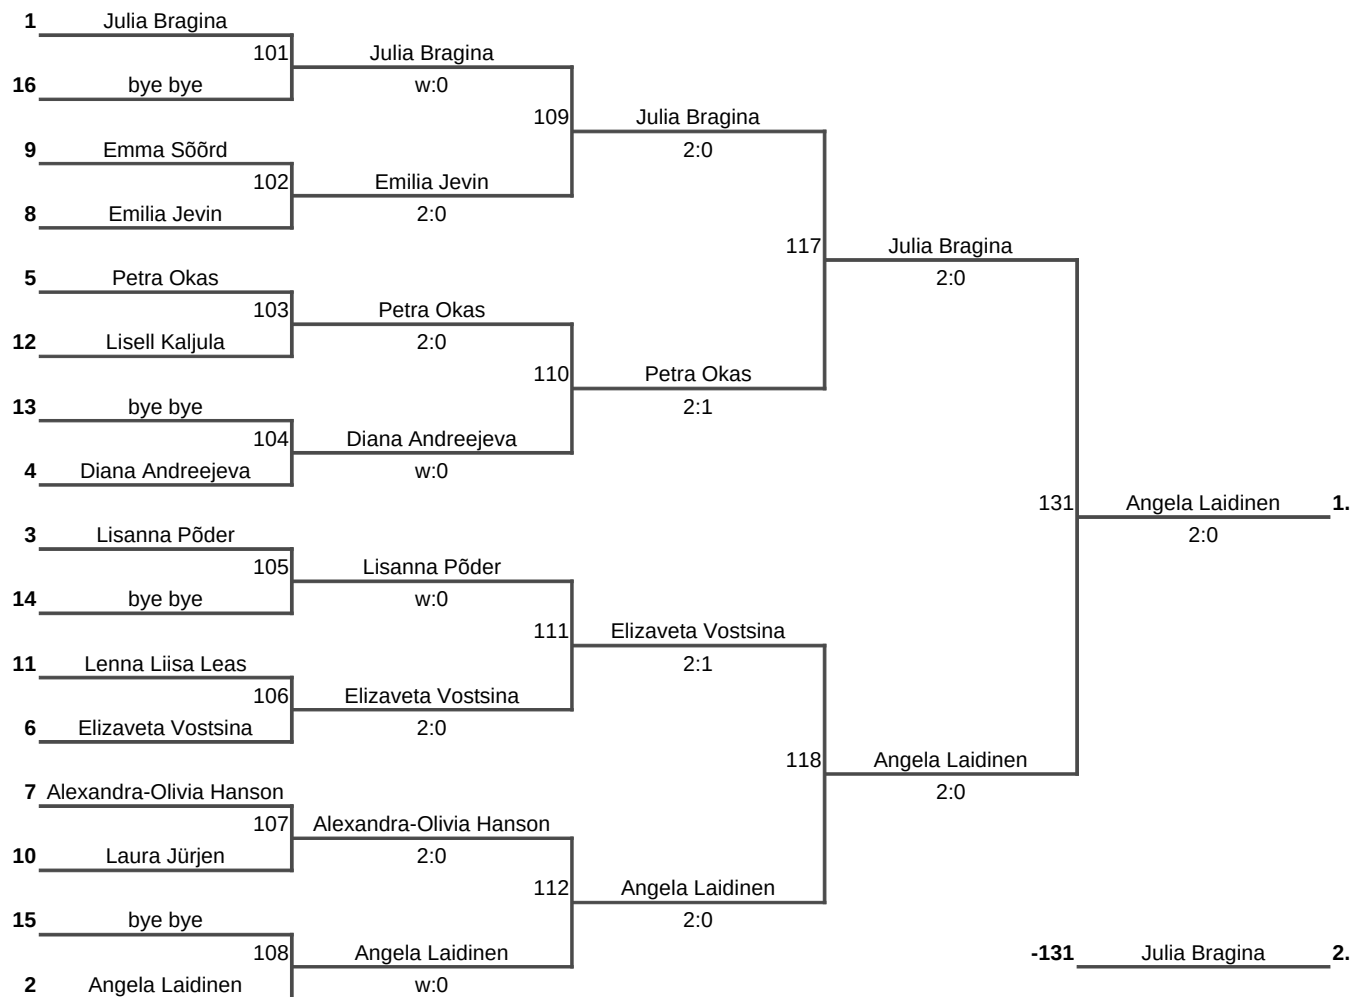 1 Julia Bragina
101 Julia Bragina
16 bye bye w:0
109 Julia Bragina
9 Emma Sõõrd 2:0
102 Emilia Jevin
8 Emilia Jevin 2:0
117 Julia Bragina
5 Petra Okas 2:0
103 Petra Okas
12 Lisell Kaljula 2:0
110 Petra Okas
13 bye bye 2:1
104 Diana Andreejeva
4 Diana Andreejeva w:0
131 Angela Laidinen 1.
3 Lisanna Põder 2:0
105 Lisanna Põder
14 bye bye w:0
111 Elizaveta Vostsina
11 Lenna Liisa Leas 2:1
106 Elizaveta Vostsina
6 Elizaveta Vostsina 2:0
118 Angela Laidinen
7 Alexandra-Olivia Hanson 2:0
107 Alexandra-Olivia Hanson
10 Laura Jürjen 2:0
112 Angela Laidinen
15 bye bye 2:0
108 Angela Laidinen -131 Julia Bragina 2.
2 Angela Laidinen w:0